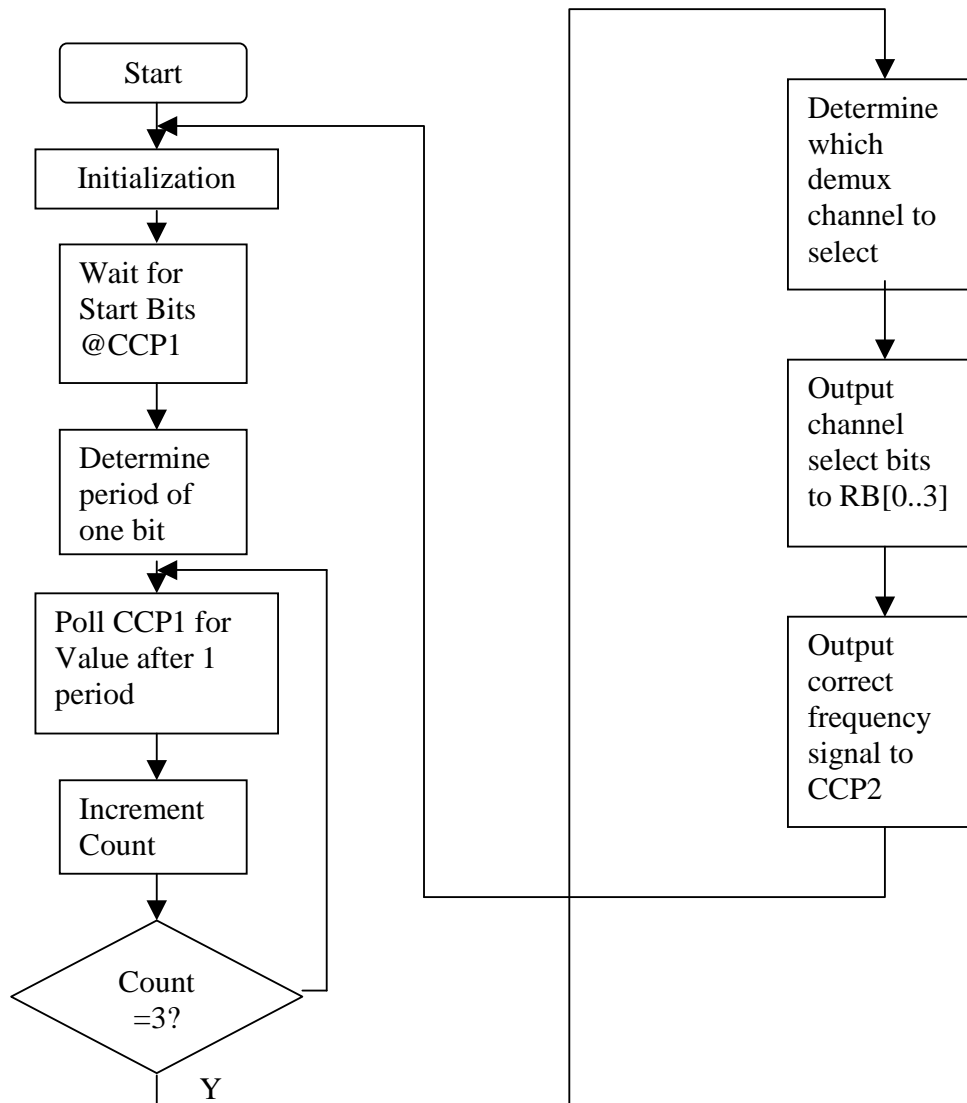 Start
Initialization
Wait for
Start Bits
@CCP1
Determine
period of
one bit
Poll CCP1 for
Value after 1
period
Increment
Count
Count
=3?
Y
Determine
which
demux
channel to
select
Output
channel
select bits
to RB[0..3]
Output
correct
frequency
signal to
CCP2